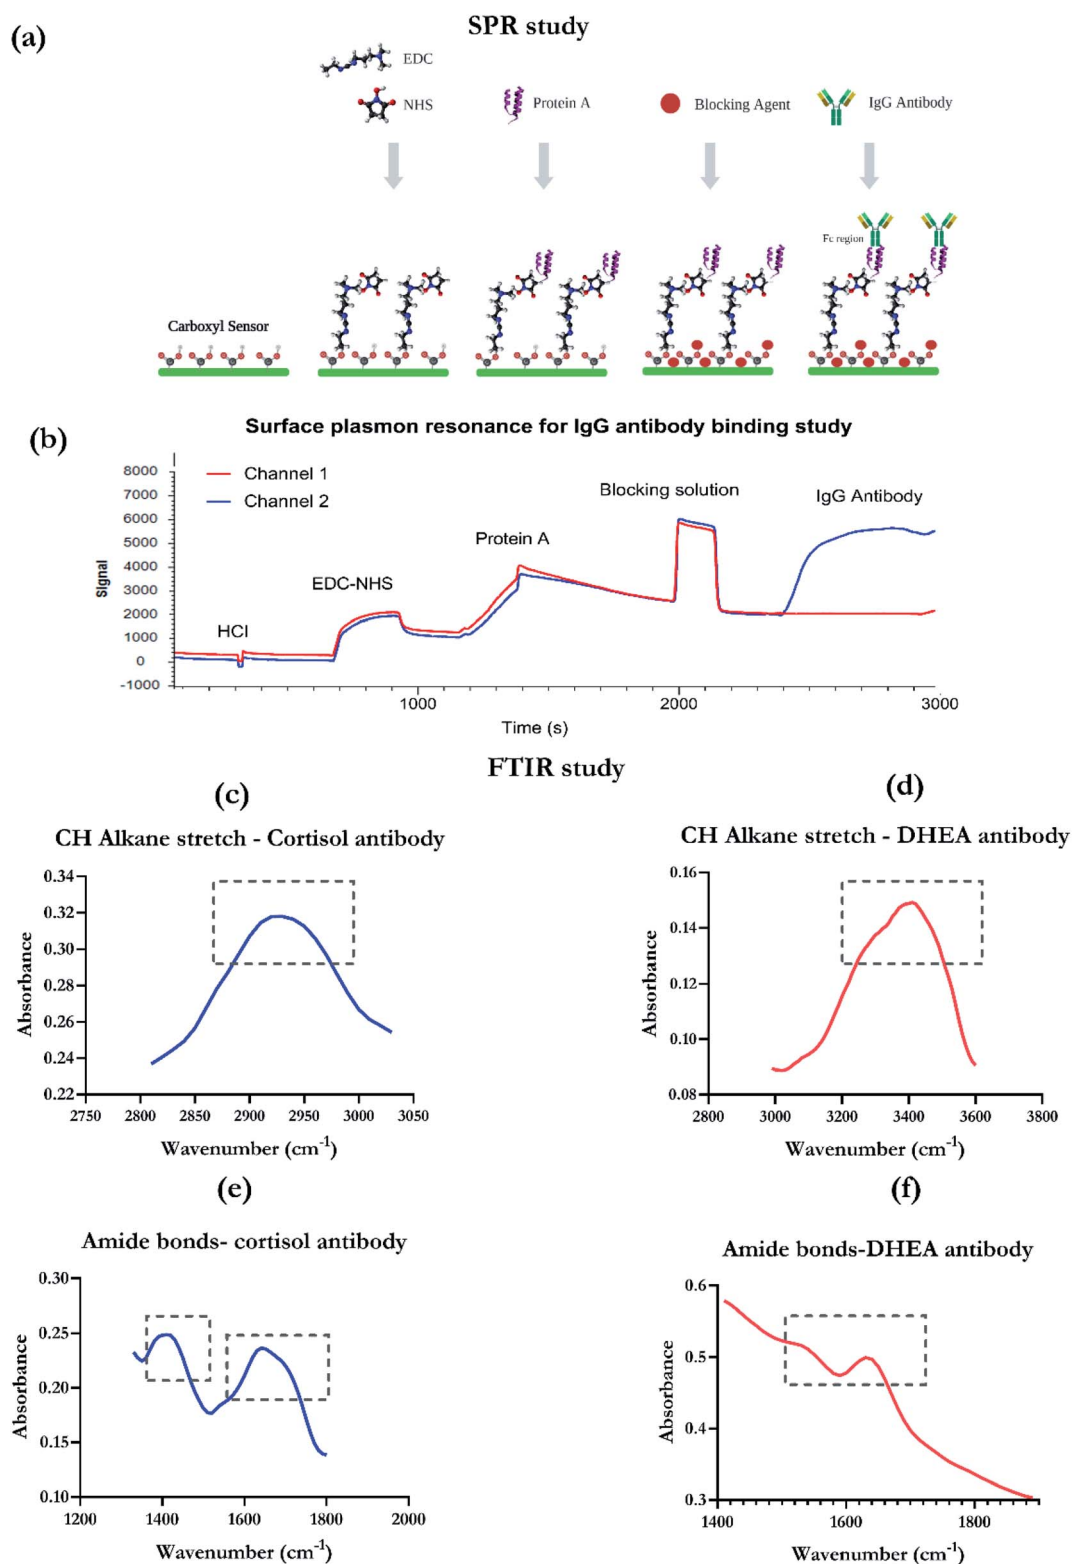 (a)
SPR study
EDC
NHS
Protein A
Blocking Agent
IgG Antibody
Fc region
Carboxyl Sensor
(b)
Surface plasmon resonance for IgG antibody binding study
8000
7000
6000
5000
4000
3000
2000
1000
0
-1000
Signal
Channel 1
Channel 2
HCl
EDC-NHS
Protein A
Blocking solution
IgG Antibody
1000
2000
3000
Time (s)
FTIR study
(c)
CH Alkane stretch - Cortisol antibody
0.34
0.32
0.30
0.28
0.26
0.24
0.22
Absorbance
2750
2800
2850
2900
2950
3000
3050
Wavenumber (cm⁻¹)
(d)
CH Alkane stretch - DHEA antibody
0.16
0.14
0.12
0.10
0.08
Absorbance
2800
3000
3200
3400
3600
3800
Wavenumber (cm⁻¹)
(e)
Amide bonds- cortisol antibody
0.30
0.25
0.20
0.15
0.10
Absorbance
1200
1400
1600
1800
2000
Wavenumber (cm⁻¹)
(f)
Amide bonds-DHEA antibody
0.6
0.5
0.4
0.3
Absorbance
1400
1600
1800
Wavenumber (cm⁻¹)